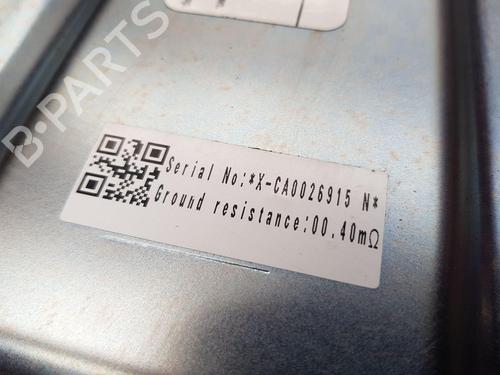 B-PARTS
Serial No:*X-CA0026915 N*
Ground resistance:00.40mΩ